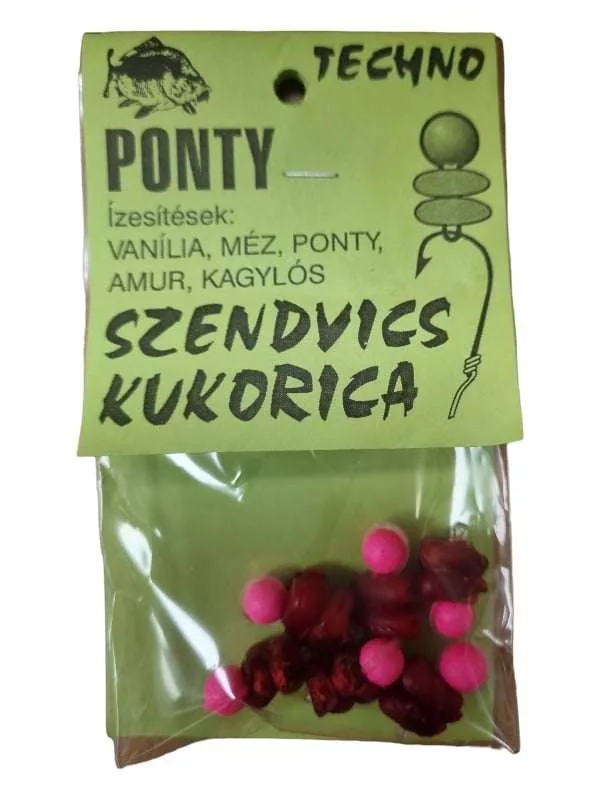 TECHNO
PONTY
Ízesítések:
VANÍLIA, MÉZ, PONTY,
AMUR, KAGYLÓS
SZENDVICS
KUKORICA